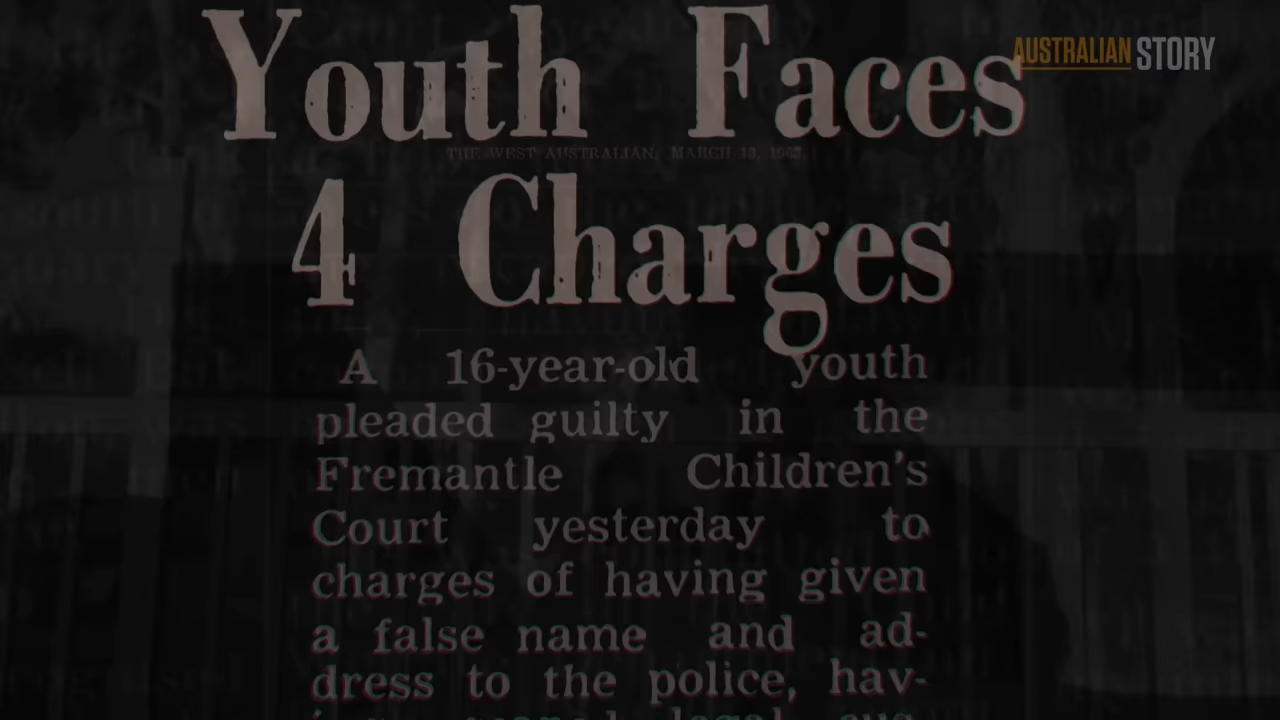 Youth Faces
AUSTRALIAN STORY
THE WEST AUSTRALIAN, MARCH 13, 1963.
4 Charges
A 16-year-old youth
pleaded guilty in the
Fremantle Children's
Court yesterday to
charges of having given
a false name and ad-
dress to the police, hav-